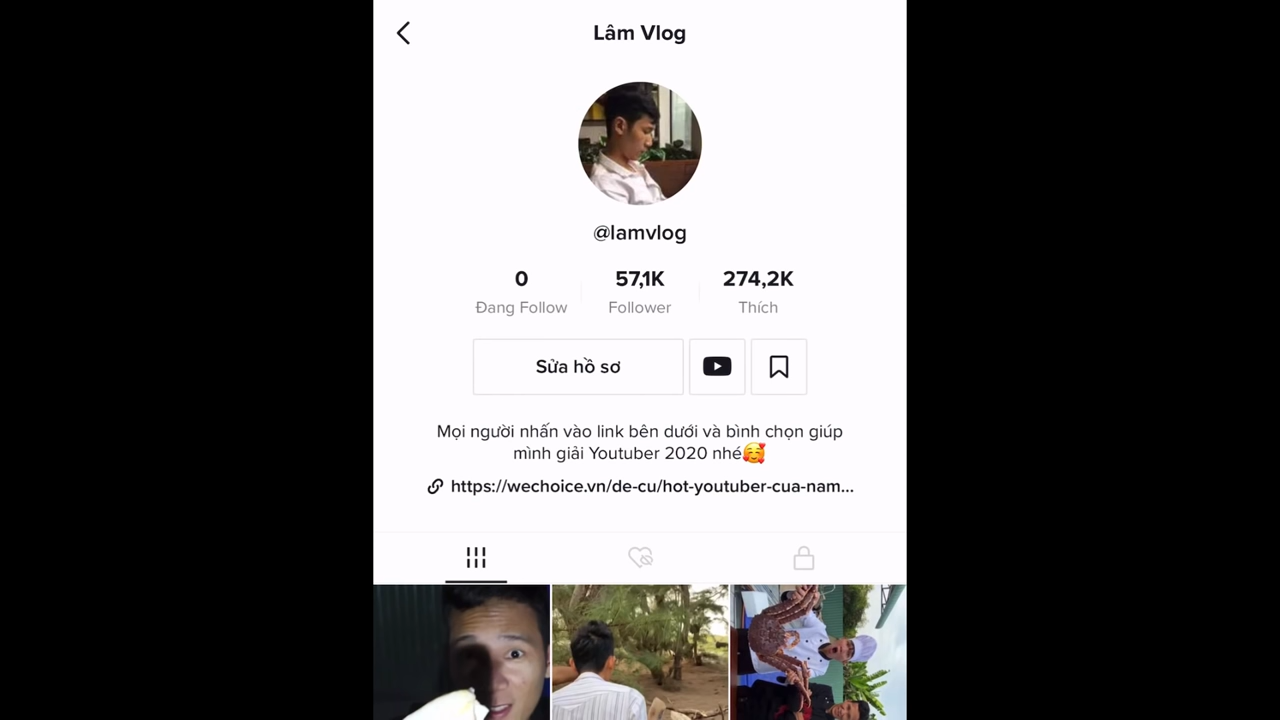 Lâm Vlog
@lamvlog
0 57,1K 274,2K
Đang Follow Follower Thích
Sửa hồ sơ
Mọi người nhấn vào link bên dưới và bình chọn giúp
mình giải Youtuber 2020 nhé🥰
https://wechoice.vn/de-cu/hot-youtuber-cua-nam...